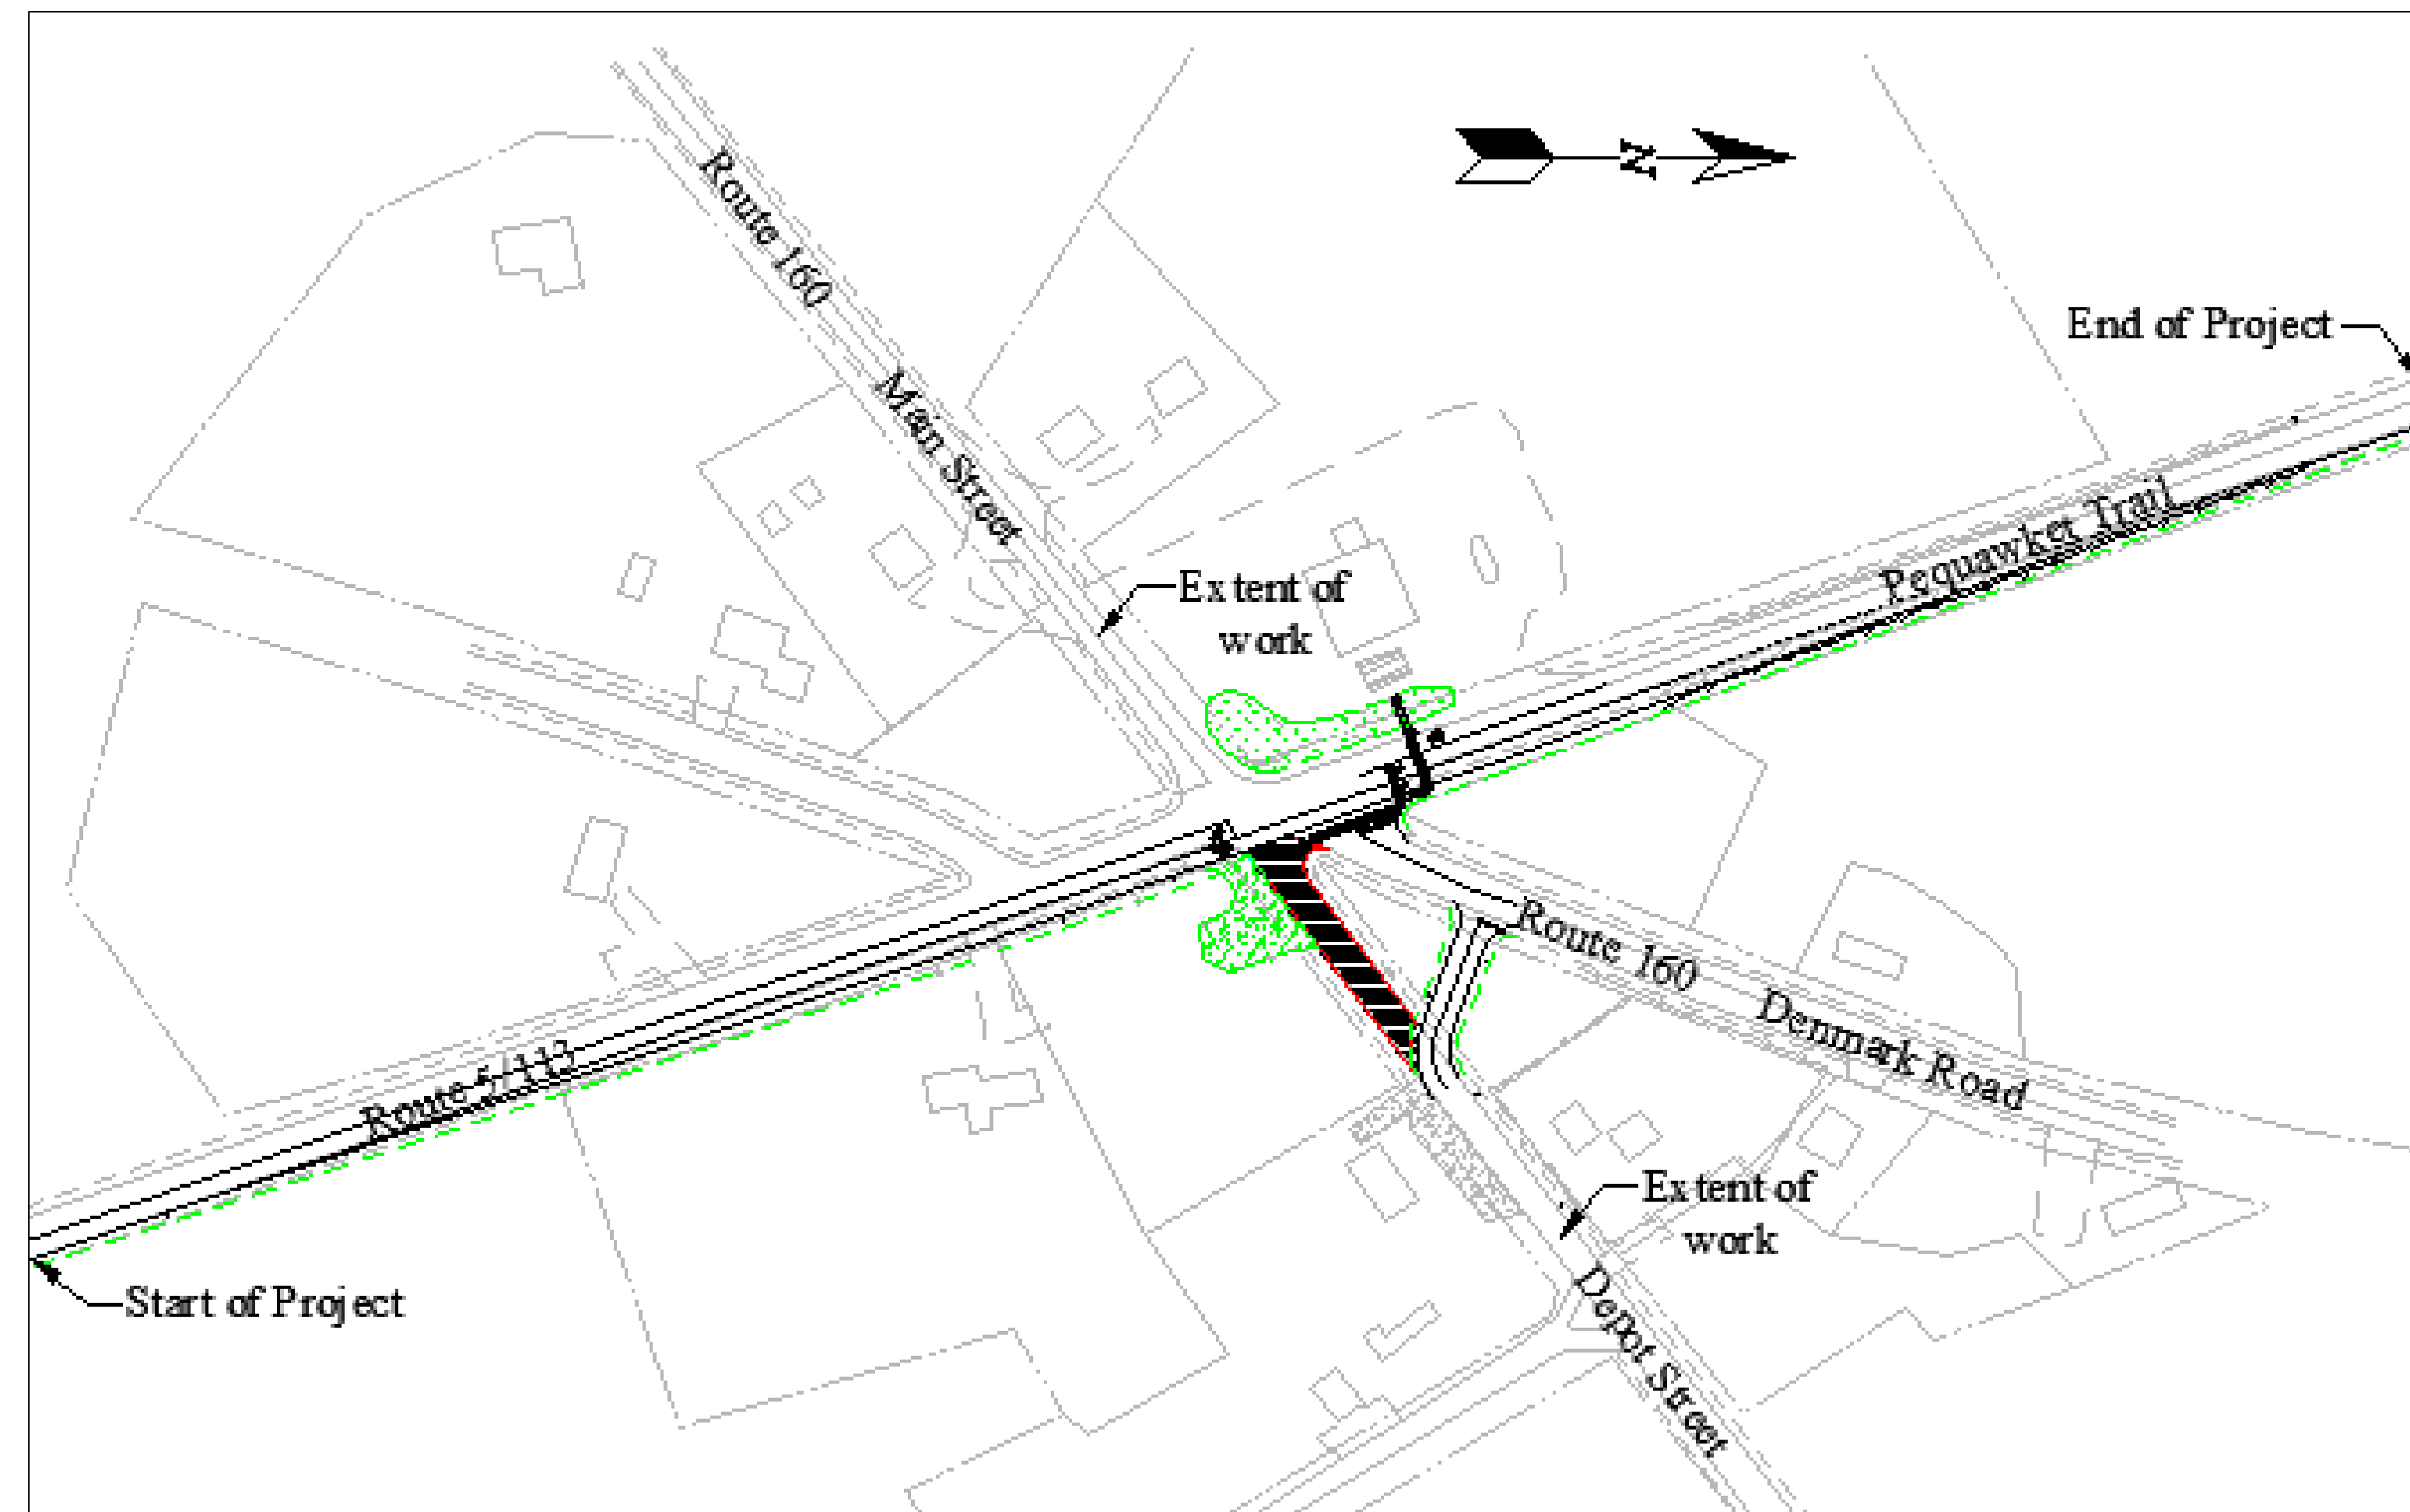 Route 160
N
End of Project
Main Street
Pequawket Trail
Extent of
work
Route 160
Denmark Road
Route 5/113
Extent of
work
Start of Project
Depot Street